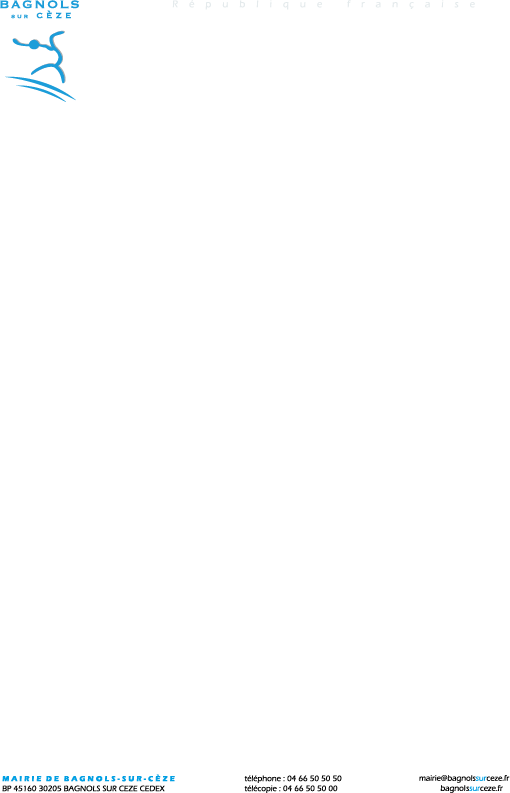 BAGNOLS
SUR CÈZE
République française
MAIRIE DE BAGNOLS-SUR-CÈZE
BP 45160 30205 BAGNOLS SUR CEZE CEDEX
téléphone : 04 66 50 50 50
télécopie : 04 66 50 50 00
mairie@bagnolssurceze.fr
bagnolssurceze.fr